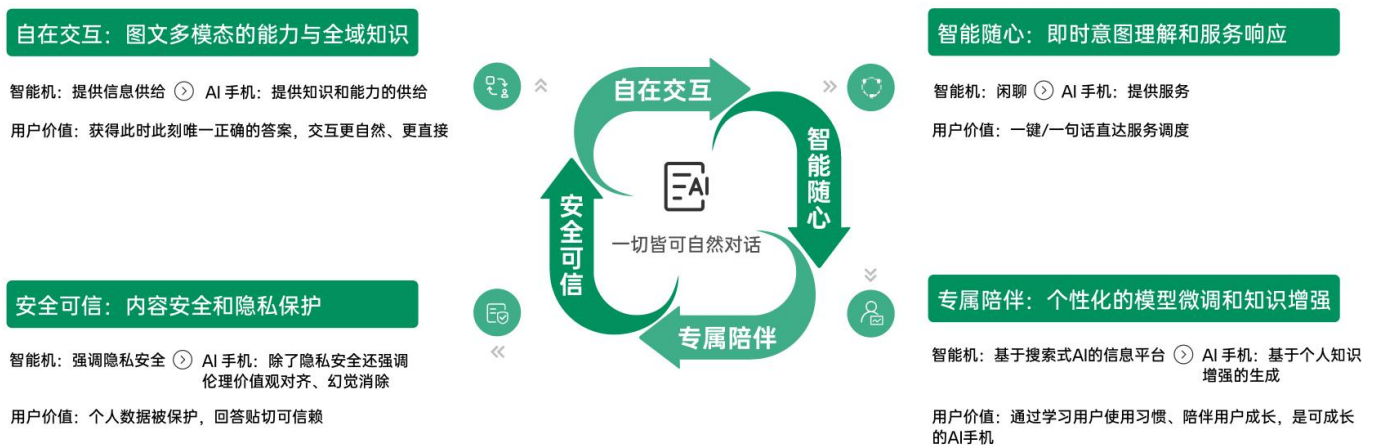 自在交互：图文多模态的能力与全域知识
智能机：提供信息供给 AI 手机：提供知识和能力的供给
用户价值：获得此时此刻唯一正确的答案，交互更自然、更直接
智能随心：即时意图理解和服务响应
智能机：闲聊 AI 手机：提供服务
用户价值：一键/一句话直达服务调度
自在交互
智能随心
专属陪伴
安全可信
AI
一切皆可自然对话
安全可信：内容安全和隐私保护
智能机：强调隐私安全 AI 手机：除了隐私安全还强调
伦理价值观对齐、幻觉消除
用户价值：个人数据被保护，回答贴切可信赖
专属陪伴：个性化的模型微调和知识增强
智能机：基于搜索式AI的信息平台 AI 手机：基于个人知识
增强的生成
用户价值：通过学习用户使用习惯、陪伴用户成长，是可成长
的AI手机